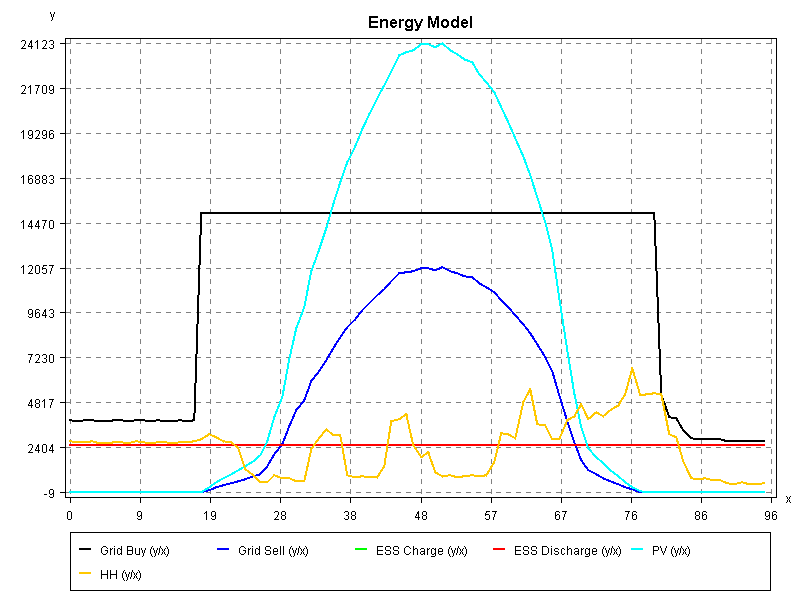 y
Energy Model
24123
21709
19296
16883
14470
12057
9643
7230
4817
2404
-9
0 9 19 28 38 48 57 67 76 86 96
x
Grid Buy (y/x) Grid Sell (y/x) ESS Charge (y/x) ESS Discharge (y/x) PV (y/x)
HH (y/x)